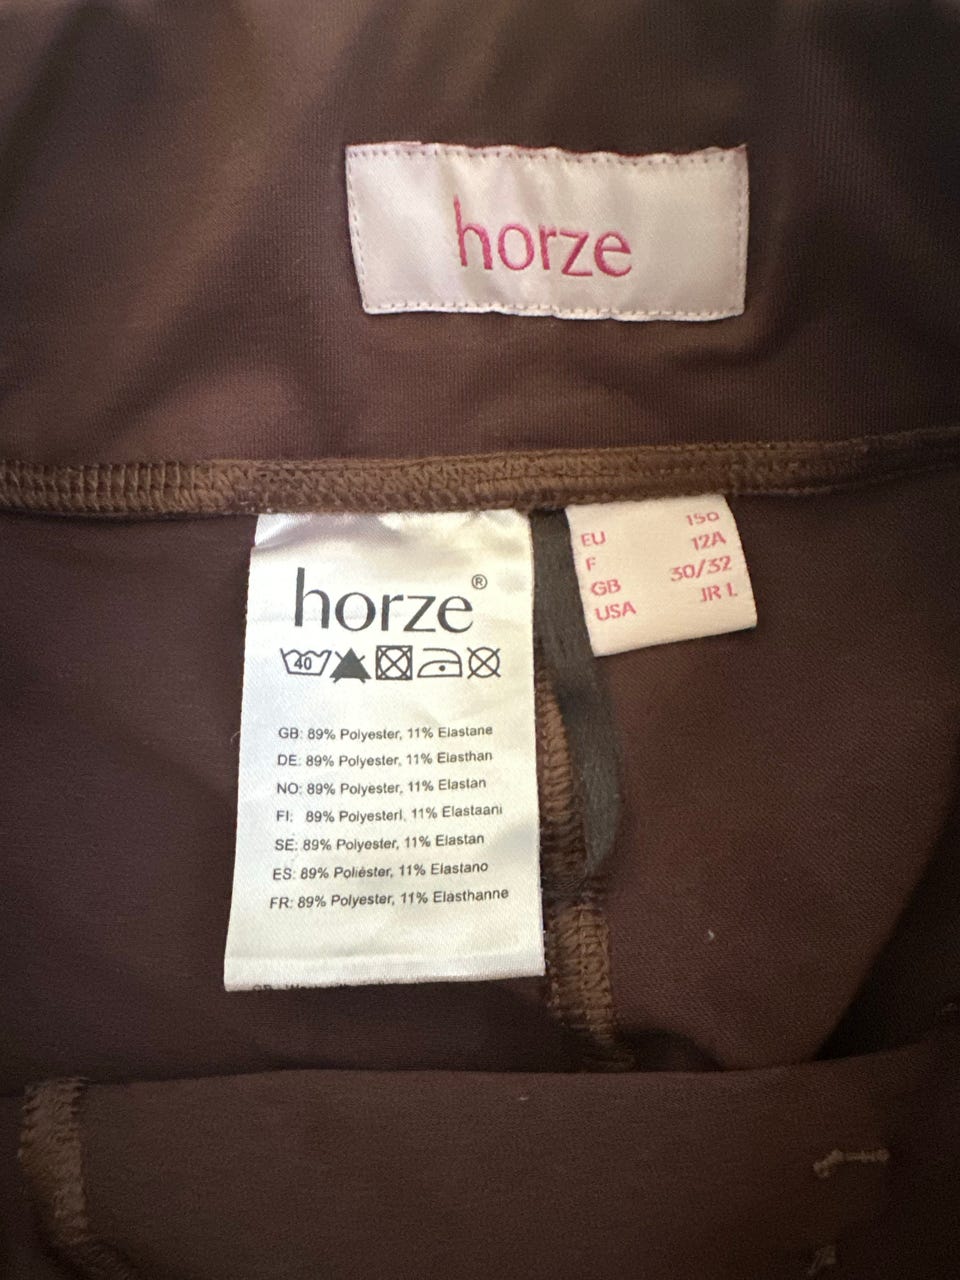 horze
horze®
40
GB: 89% Polyester, 11% Elastane
DE: 89% Polyester, 11% Elasthan
NO: 89% Polyester, 11% Elastan
FI: 89% Polyesteri, 11% Elastaani
SE: 89% Polyester, 11% Elastan
ES: 89% Poliéster, 11% Elastano
FR: 89% Polyester, 11% Elasthanne
EU 150
F 12A
GB 30/32
USA JR L